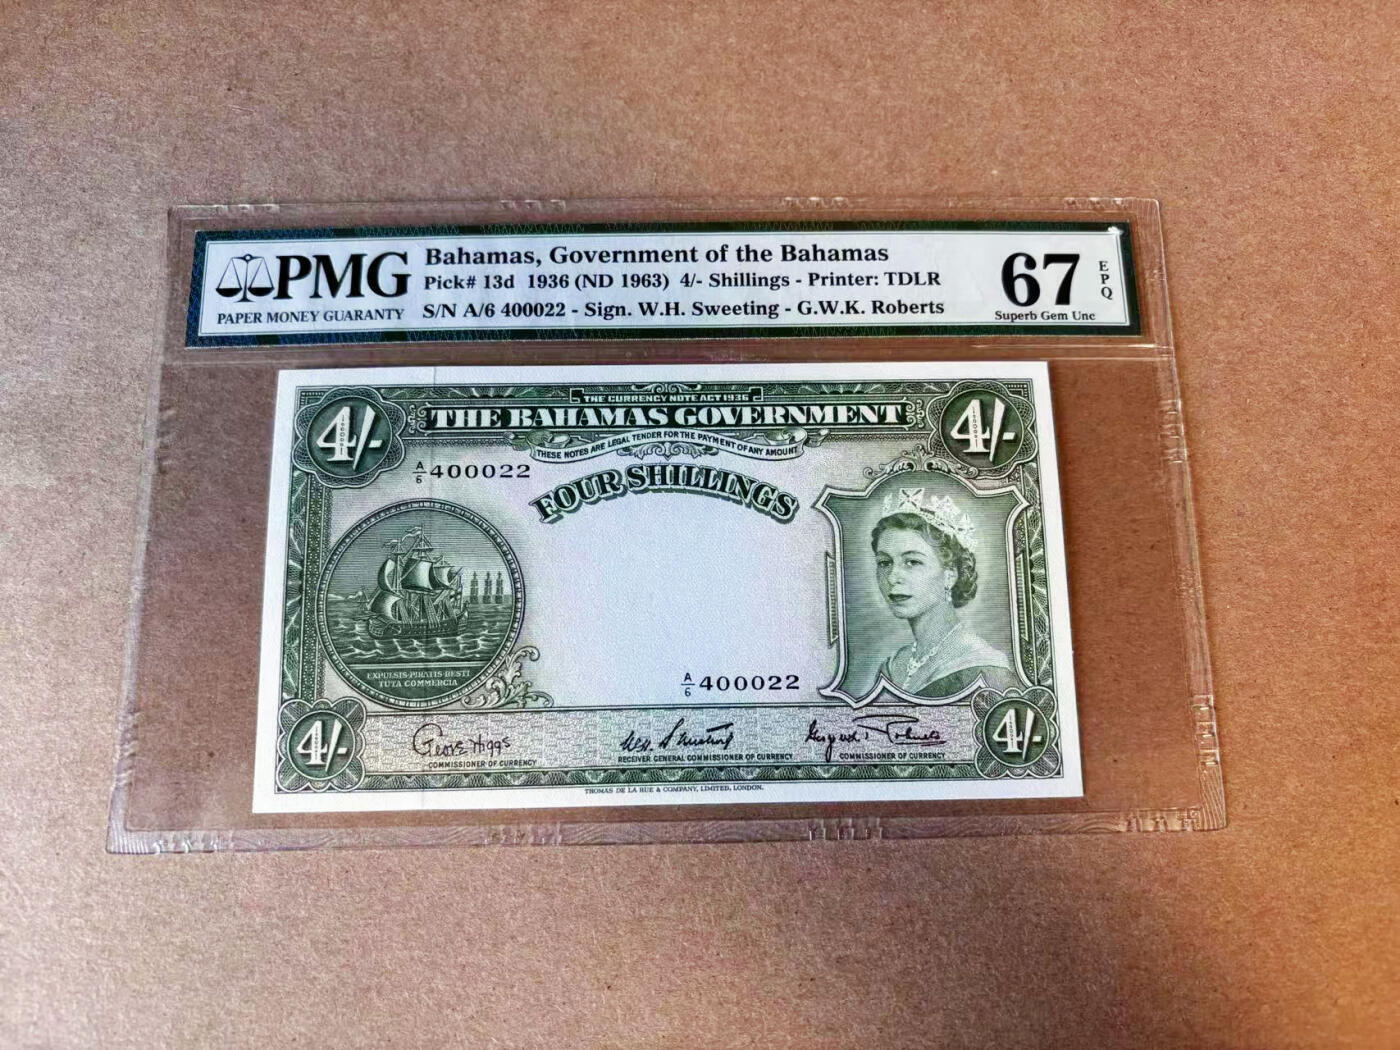 PMG
PAPER MONEY GUARANTY
Bahamas, Government of the Bahamas
Pick# 13d 1936 (ND 1963) 4/- Shillings - Printer: TDLR
S/N A/6 400022 - Sign. W.H. Sweeting - G.W.K. Roberts
67
EPQ
Superb Gem Unc
THE CURRENCY NOTE ACT 1936
4/-
THE BAHAMAS GOVERNMENT
4/-
THESE NOTES ARE LEGAL TENDER FOR THE PAYMENT OF ANY AMOUNT
A/6 400022
FOUR SHILLINGS
EXPULSIS PIRATIS RESTI
TUTA COMMERCIA
A/6 400022
4/-
4/-
COMMISSIONER OF CURRENCY
RECEIVER GENERAL COMMISSIONER OF CURRENCY
COMMISSIONER OF CURRENCY
THOMAS DE LA RUE & COMPANY, LIMITED, LONDON.